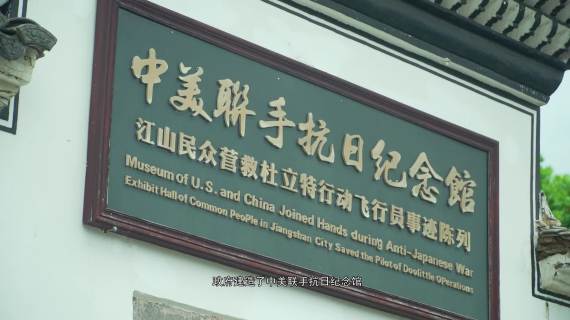 中美聯手抗日纪念館
江山民众营救杜立特行动飞行员事迹陈列
Museum of U.S. and China Joined Hands during Anti-Japanese War
Exhibit Hall of Common People in Jiangshan City Saved the Pilot of Doolittle Operations
政府建起了中美联手抗日纪念馆